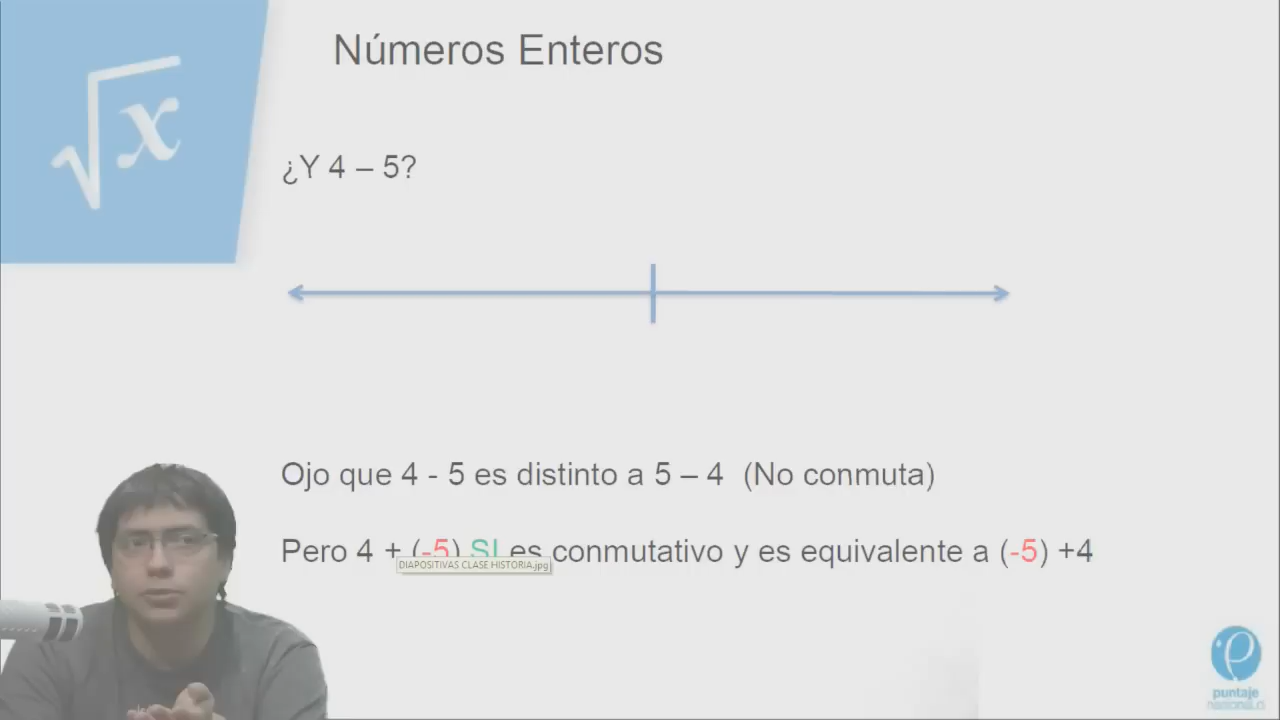 √x
Números Enteros
¿Y 4 – 5?
Ojo que 4 - 5 es distinto a 5 – 4 (No conmuta)
Pero 4 + (-5) SI es conmutativo y es equivalente a (-5) +4
DIAPOSITIVAS CLASE HISTORIA.jpg
puntaje
nacional.cl